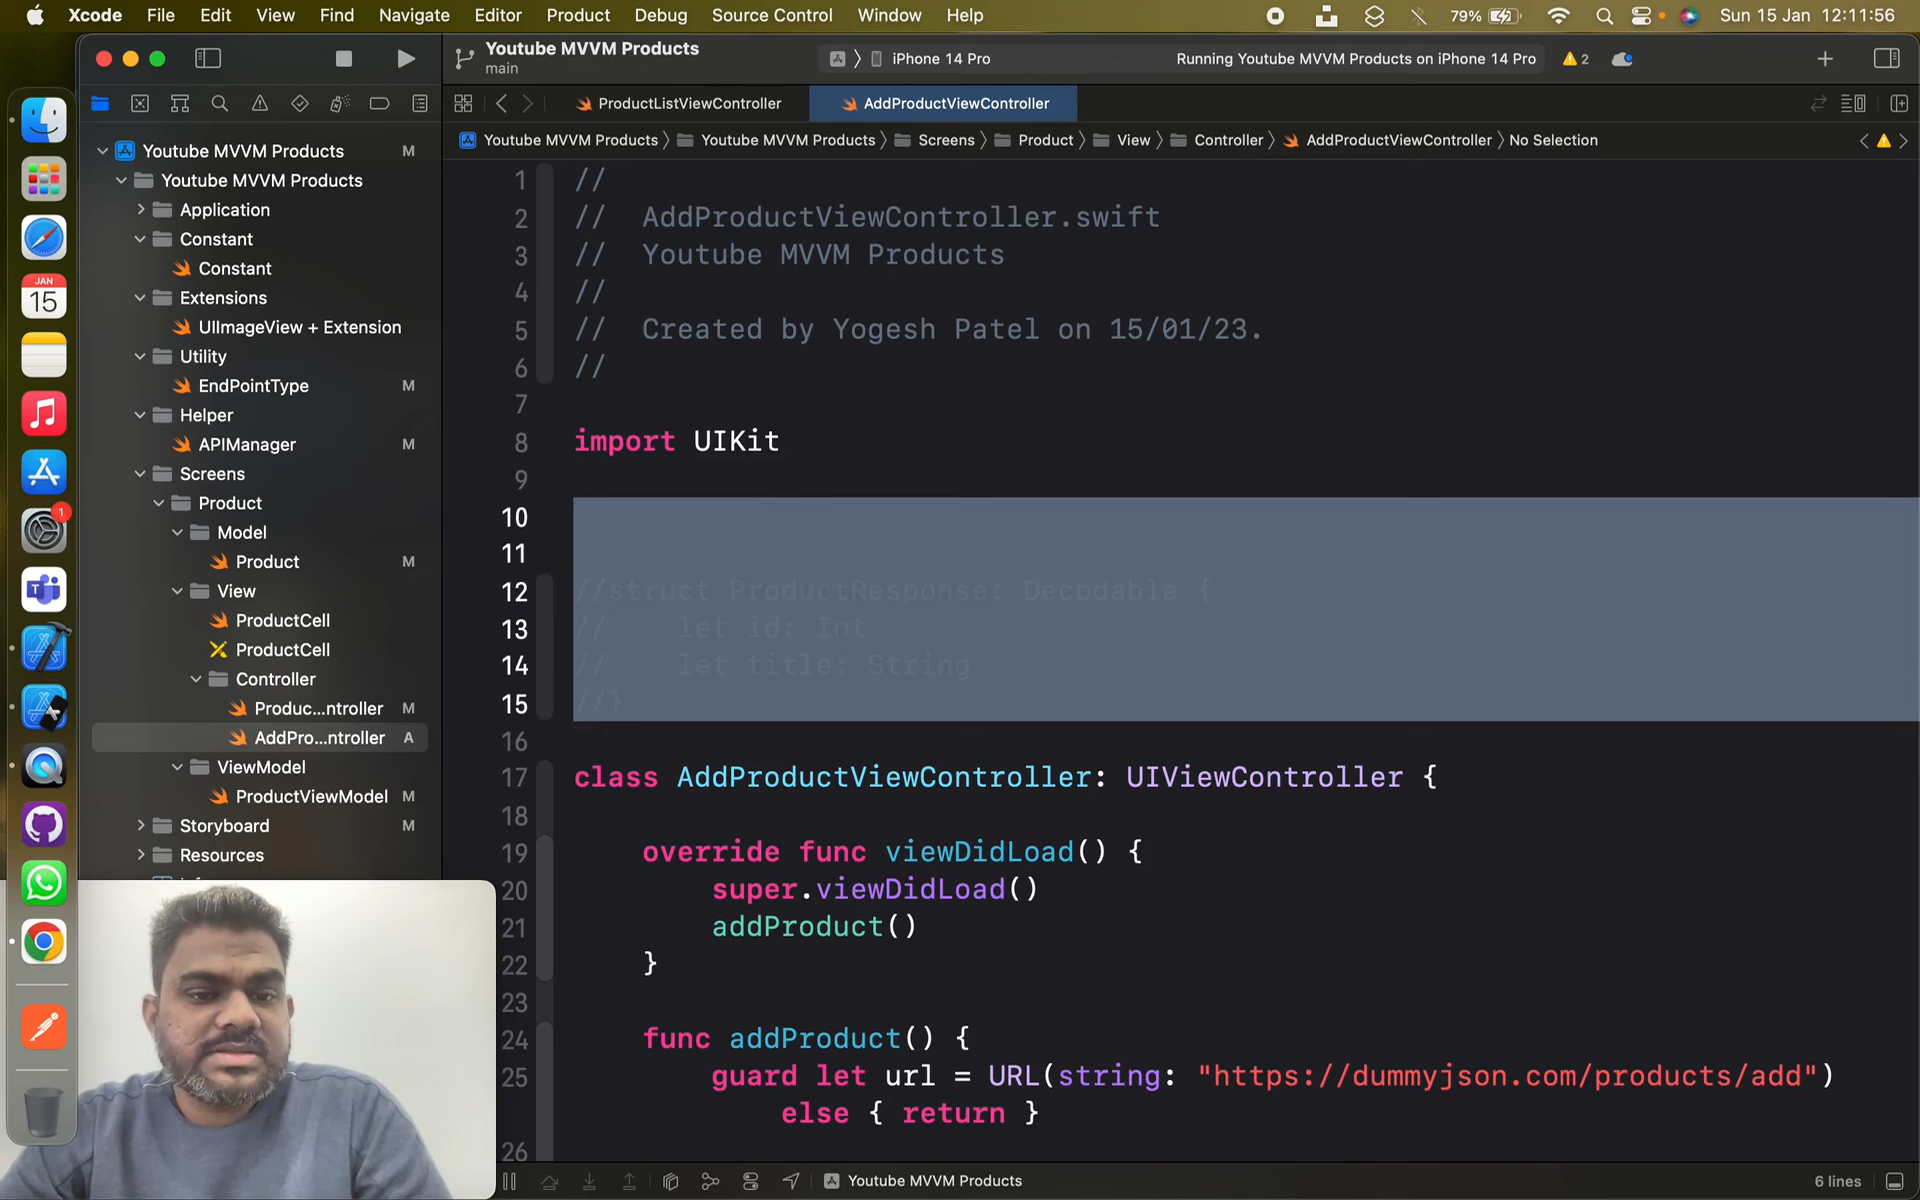 Xcode File Edit View Find Navigate Editor Product Debug Source Control Window Help
79% Sun 15 Jan 12:11:56
Youtube MVVM Products
main
iPhone 14 Pro
Running Youtube MVVM Products on iPhone 14 Pro
2
ProductListViewController
AddProductViewController
Youtube MVVM Products
Youtube MVVM Products
Screens
Product
View
Controller
AddProductViewController
No Selection
Youtube MVVM Products M
Youtube MVVM Products
Application
Constant
Constant
Extensions
UIImageView + Extension
Utility
EndPointType M
Helper
APIManager M
Screens
Product
Model
Product M
View
ProductCell
ProductCell
Controller
Produc...ntroller M
AddPro...ntroller A
ViewModel
ProductViewModel M
Storyboard M
Resources
JAN
15
1
1 //
2 // AddProductViewController.swift
3 // Youtube MVVM Products
4 //
5 // Created by Yogesh Patel on 15/01/23.
6 //
7
8 import UIKit
9
10
11
12 //struct ProductResponse: Decodable {
13 // let id: Int
14 // let title: String
15 //}
16
17 class AddProductViewController: UIViewController {
18
19 override func viewDidLoad() {
20 super.viewDidLoad()
21 addProduct()
22 }
23
24 func addProduct() {
25 guard let url = URL(string: "https://dummyjson.com/products/add")
else { return }
26
Youtube MVVM Products
6 lines